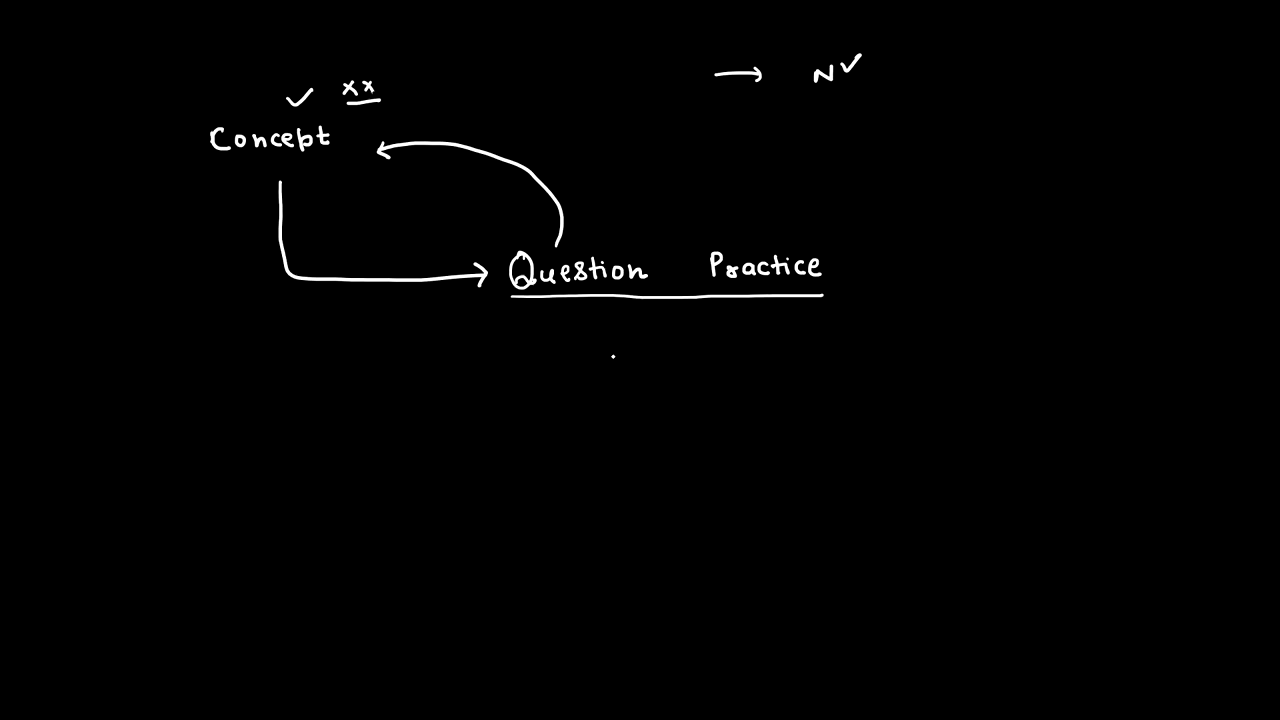 → N✓
✓ xx
Concept
Question Practice